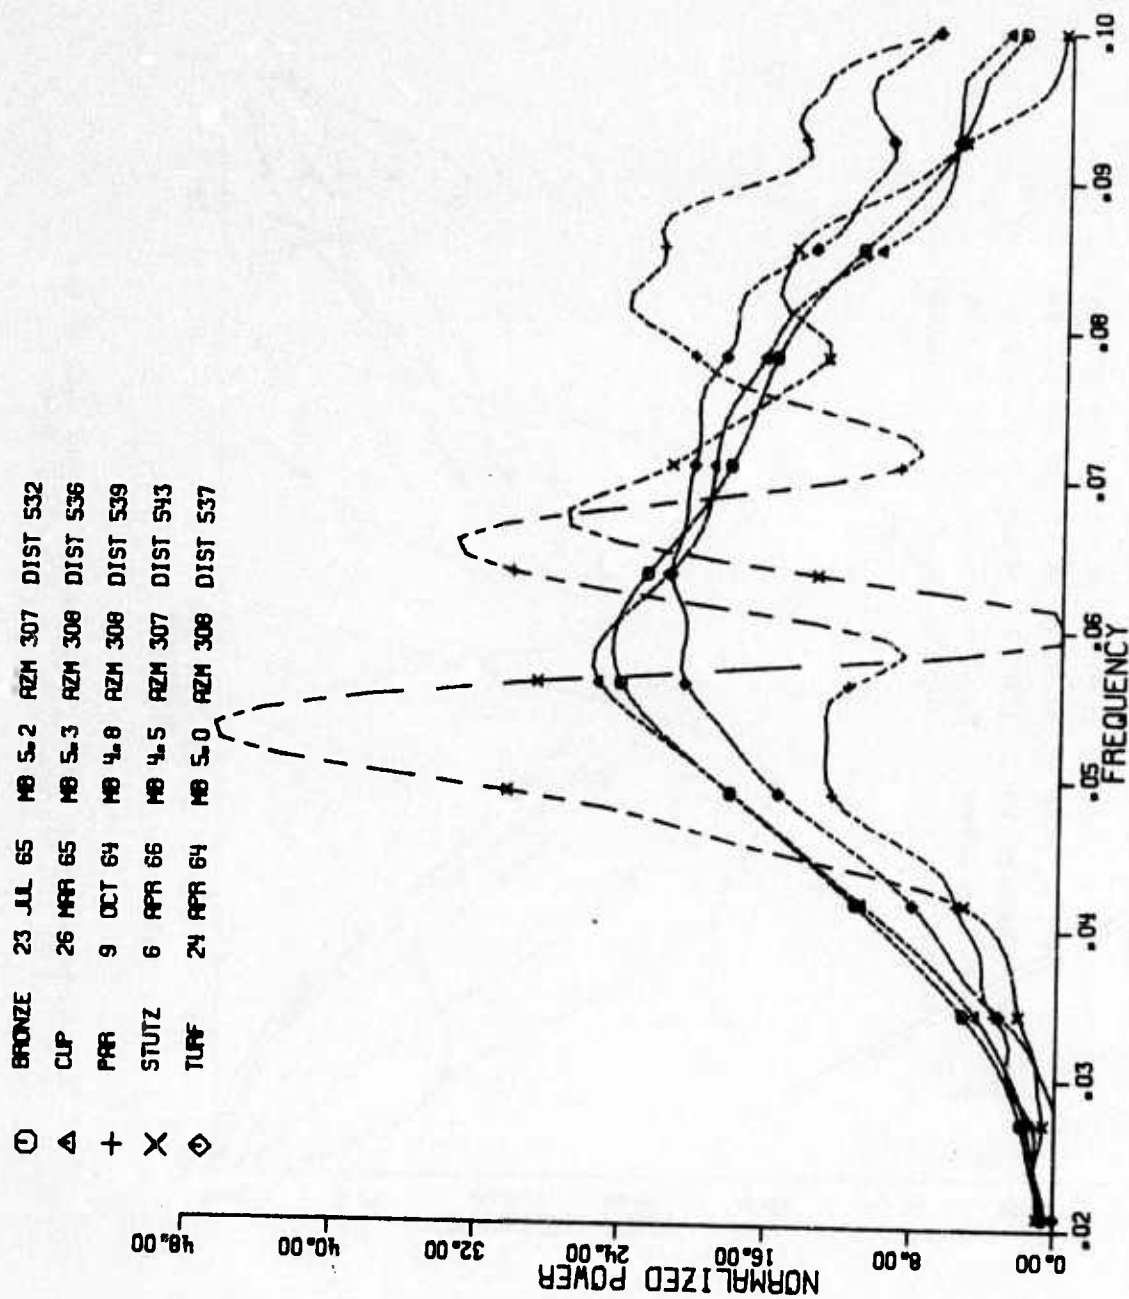 BRONZE 23 JUL 65 MB 5.2 AZM 307 DIST 532
CUP 26 MAR 65 MB 5.3 AZM 308 DIST 536
PAR 9 OCT 64 MB 4.8 AZM 308 DIST 539
STUTZ 6 APR 66 MB 4.5 AZM 307 DIST 543
TURF 24 APR 64 MB 5.0 AZM 308 DIST 537
NORMALIZED POWER
48.00
40.00
32.00
24.00
16.00
8.00
0.00
.02
.03
.04
.05
.06
.07
.08
.09
.10
FREQUENCY